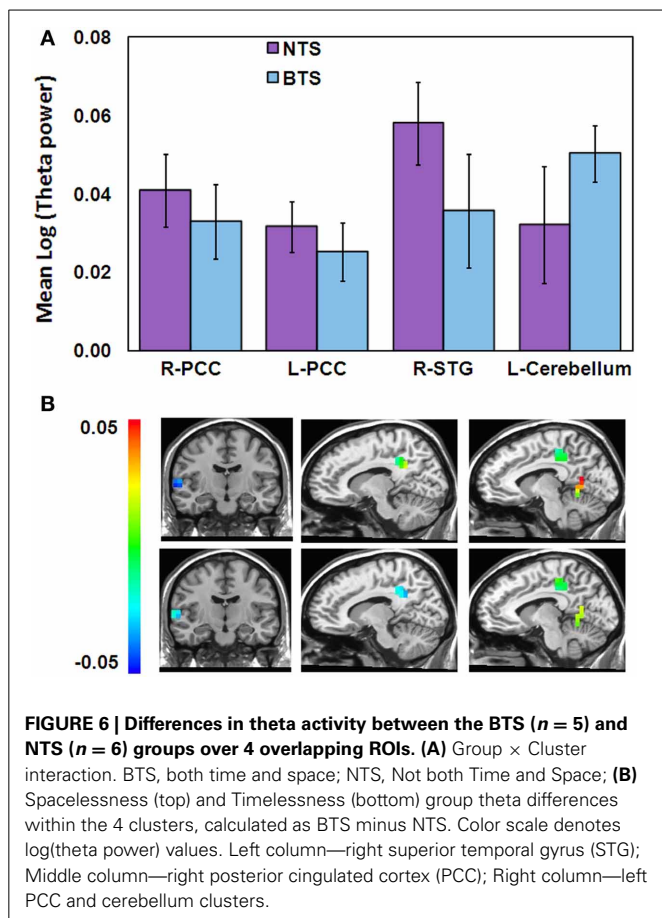 A
0.08
NTS
BTS
0.06
0.04
0.02
0.00
Mean Log (Theta power)
R-PCC L-PCC R-STG L-Cerebellum
B
0.05
-0.05
FIGURE 6 | Differences in theta activity between the BTS (n = 5) and
NTS (n = 6) groups over 4 overlapping ROIs. (A) Group × Cluster
interaction. BTS, both time and space; NTS, Not both Time and Space; (B)
Spacelessness (top) and Timelessness (bottom) group theta differences
within the 4 clusters, calculated as BTS minus NTS. Color scale denotes
log(theta power) values. Left column—right superior temporal gyrus (STG);
Middle column—right posterior cingulated cortex (PCC); Right column—left
PCC and cerebellum clusters.